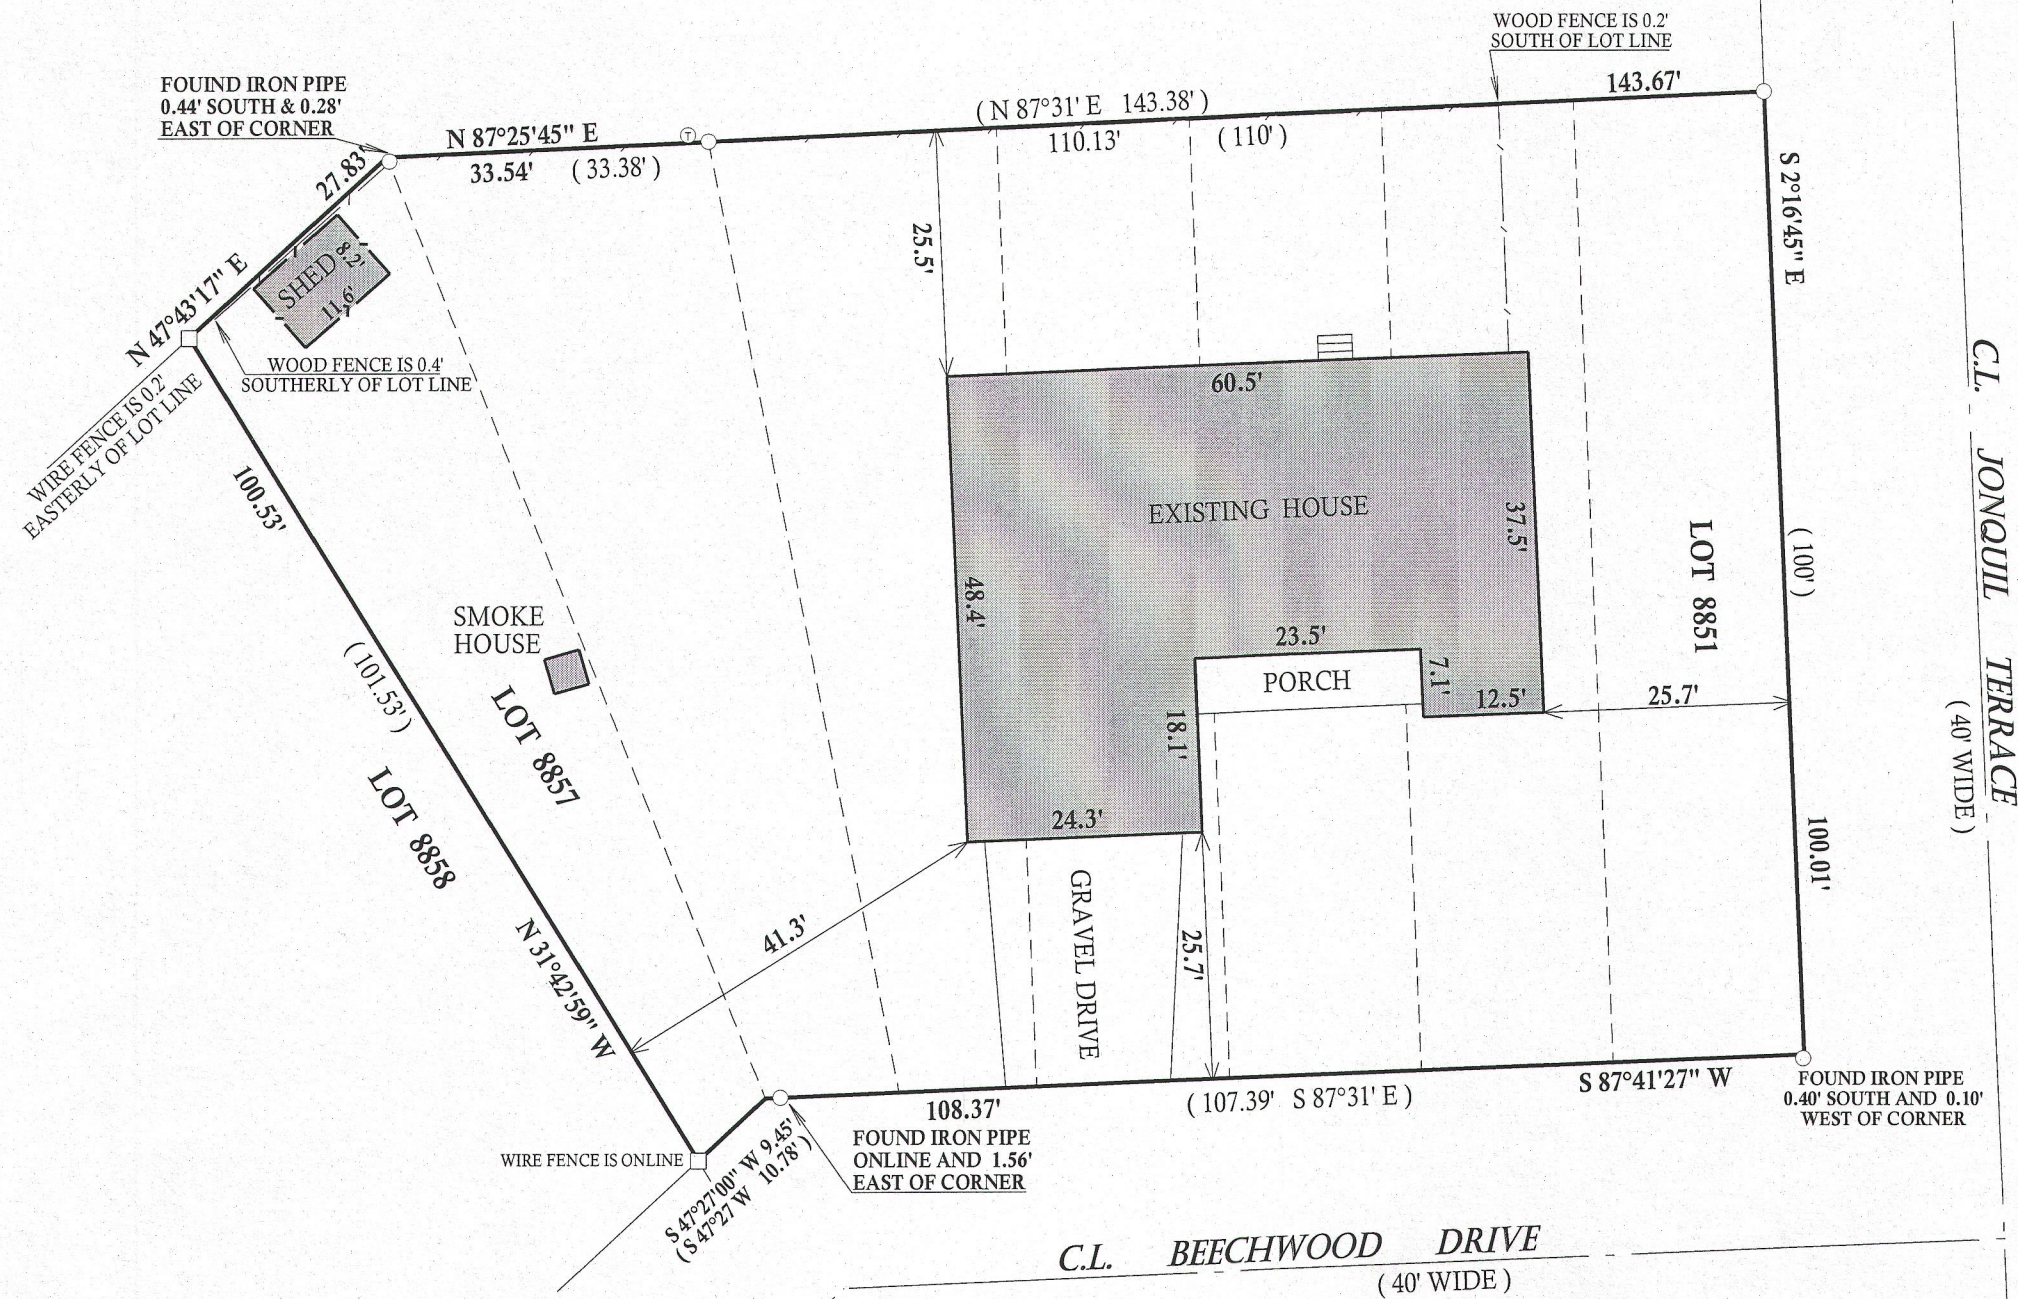 WOOD FENCE IS 0.2'
SOUTH OF LOT LINE
FOUIND IRON PIPE
0.44' SOUTH & 0.28'
EAST OF CORNER
N 87°25'45" E
33.54'
( 33.38' )
T
( N 87°31' E 143.38' )
110.13'
( 110' )
143.67'
27.83'
N 47°43'17" E
SHED
8.2'
11.6'
WOOD FENCE IS 0.4'
SOUTHERLY OF LOT LINE
WIRE FENCE IS 0.2'
EASTERLY OF LOT LINE
25.5'
60.5'
EXISTING HOUSE
37.5'
48.4'
23.5'
PORCH
7.1'
12.5'
18.1'
24.3'
25.7'
LOT 8851
S 2°16'45" E
( 100' )
100.01'
C.L. JONQUIL TERRACE
( 40' WIDE )
100.53'
( 101.53' )
SMOKE
HOUSE
LOT 8857
LOT 8858
N 31°42'59" W
41.3'
GRAVEL DRIVE
25.7'
108.37'
( 107.39' S 87°31' E )
S 87°41'27" W
FOUND IRON PIPE
0.40' SOUTH AND 0.10'
WEST OF CORNER
FOUND IRON PIPE
ONLINE AND 1.56'
EAST OF CORNER
WIRE FENCE IS ONLINE
S 47°27'00" W 9.45'
( S 47°27 W 10.78' )
C.L. BEECHWOOD DRIVE
( 40' WIDE )